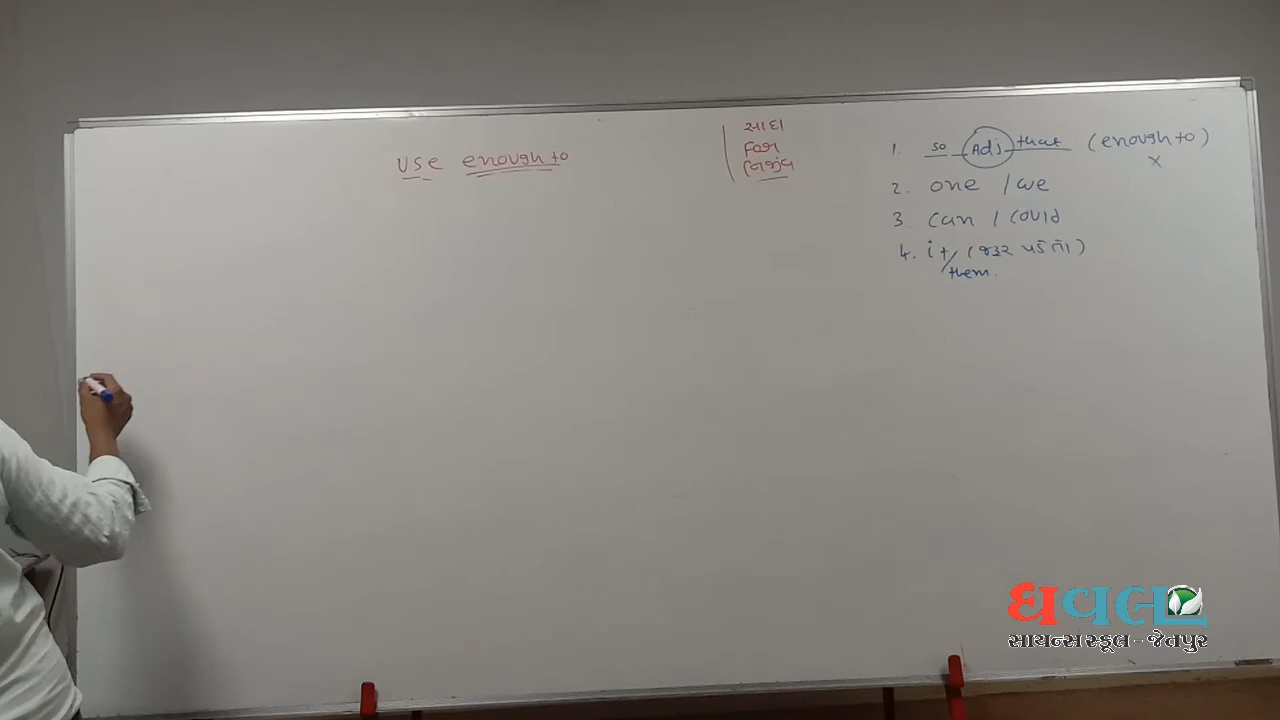 use enough to
સાદા
For
નિર્જીવ
1. so Adj that (enough to)
x
2. one / we
3. can / could
4. it / (જરૂર પડે તો)
them.
ધવલ
સાયન્સ સ્કૂલ - જેતપુર